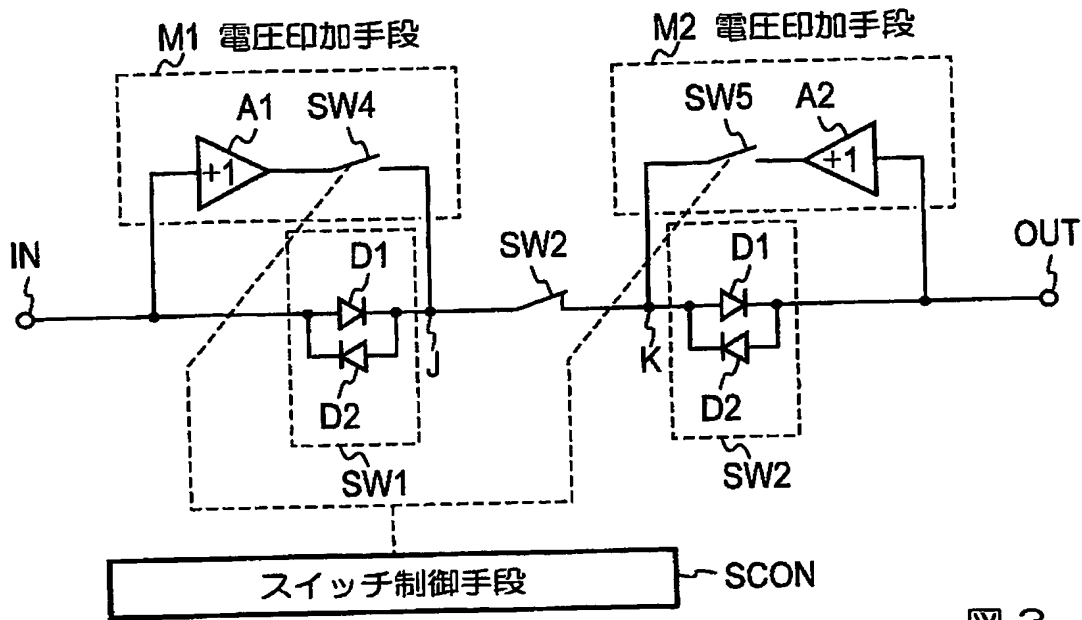 M1 電圧印加手段
M2 電圧印加手段
A1
SW4
SW5
A2
+1
+1
IN
D1
SW2
D1
OUT
J
K
D2
D2
SW1
SW2
スイッチ制御手段
SCON